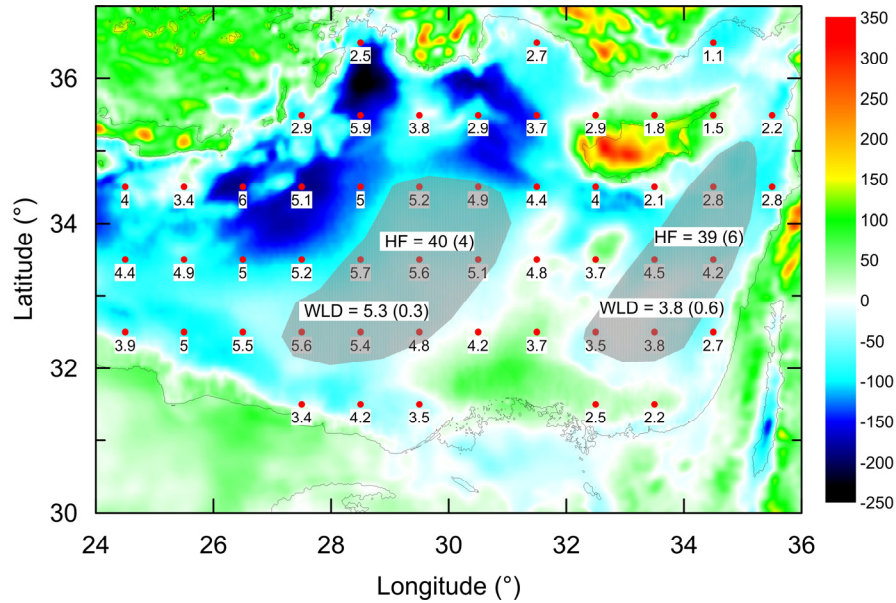 350
300
250
200
150
100
50
0
-50
-100
-150
-200
-250
36
34
32
30
Latitude (°)
2.5 2.7 1.1
2.9 5.9 3.8 2.9 3.7 2.9 1.8 1.5 2.2
4 3.4 6 5.1 5 5.2 4.9 4.4 4 2.1 2.8 2.8
HF = 40 (4) HF = 39 (6)
4.4 4.9 5 5.2 5.7 5.6 5.1 4.8 3.7 4.5 4.2
WLD = 5.3 (0.3) WLD = 3.8 (0.6)
3.9 5 5.5 5.6 5.4 4.8 4.2 3.7 3.5 3.8 2.7
3.4 4.2 3.5 2.5 2.2
24 26 28 30 32 34 36
Longitude (°)